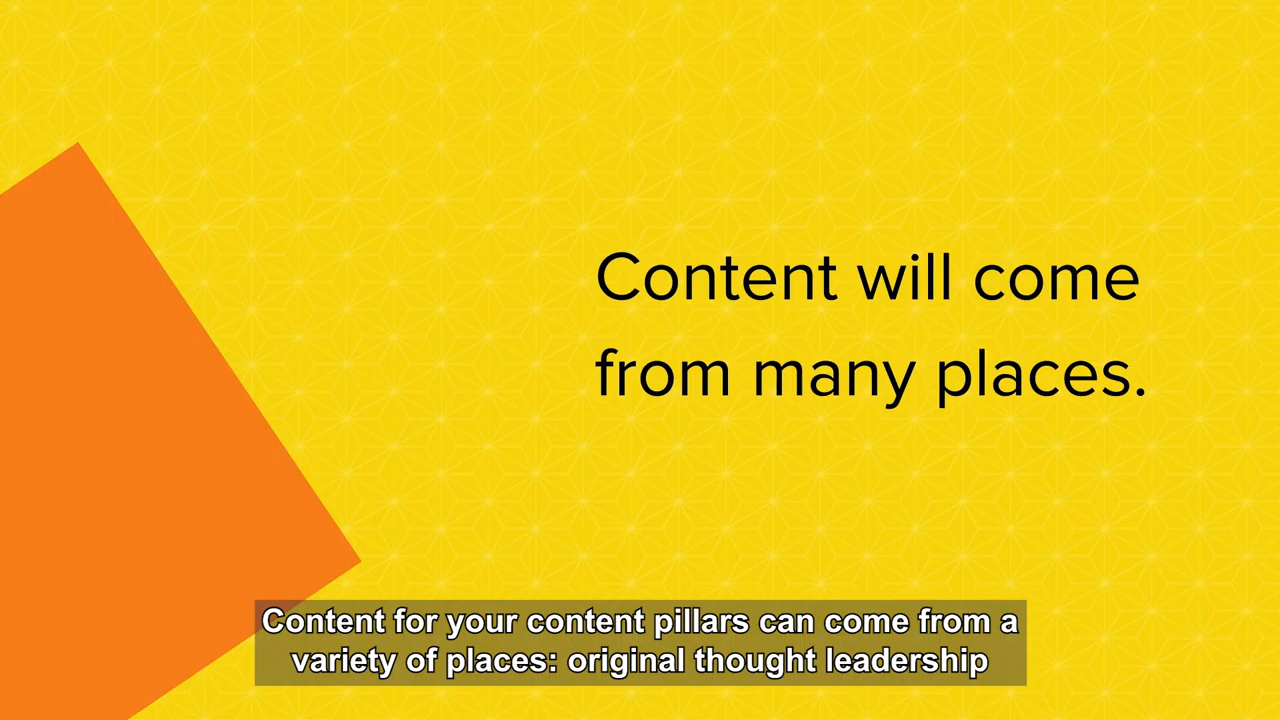 Content will come
from many places.
Content for your content pillars can come from a
variety of places: original thought leadership